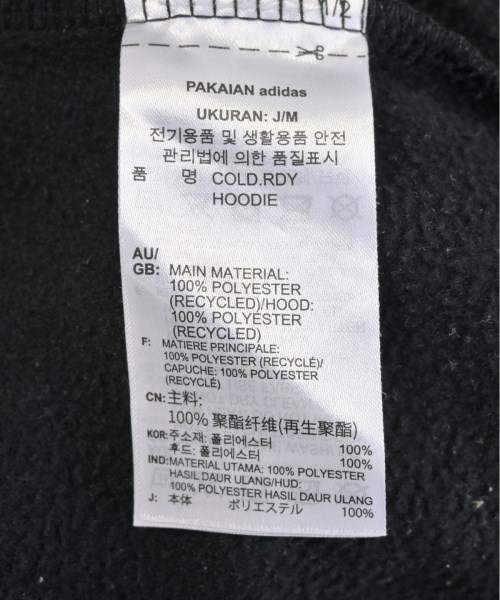 1/2
PAKAIAN adidas
UKURAN: J/M
전기용품 및 생활용품 안전
관리법에 의한 품질표시
품 명 COLD.RDY
HOODIE
AU/
GB: MAIN MATERIAL:
100% POLYESTER
(RECYCLED)/HOOD:
100% POLYESTER
(RECYCLED)
F: MATIERE PRINCIPALE:
100% POLYESTER (RECYCLÉ)/
CAPUCHE: 100% POLYESTER
(RECYCLÉ)
CN: 主料:
100% 聚酯纤维(再生聚酯)
KOR: 주소재: 폴리에스터 100%
후드: 폴리에스터 100%
IND: MATERIAL UTAMA: 100% POLYESTER
HASIL DAUR ULANG/HUD:
100% POLYESTER HASIL DAUR ULANG
J: 本体 ポリエステル 100%